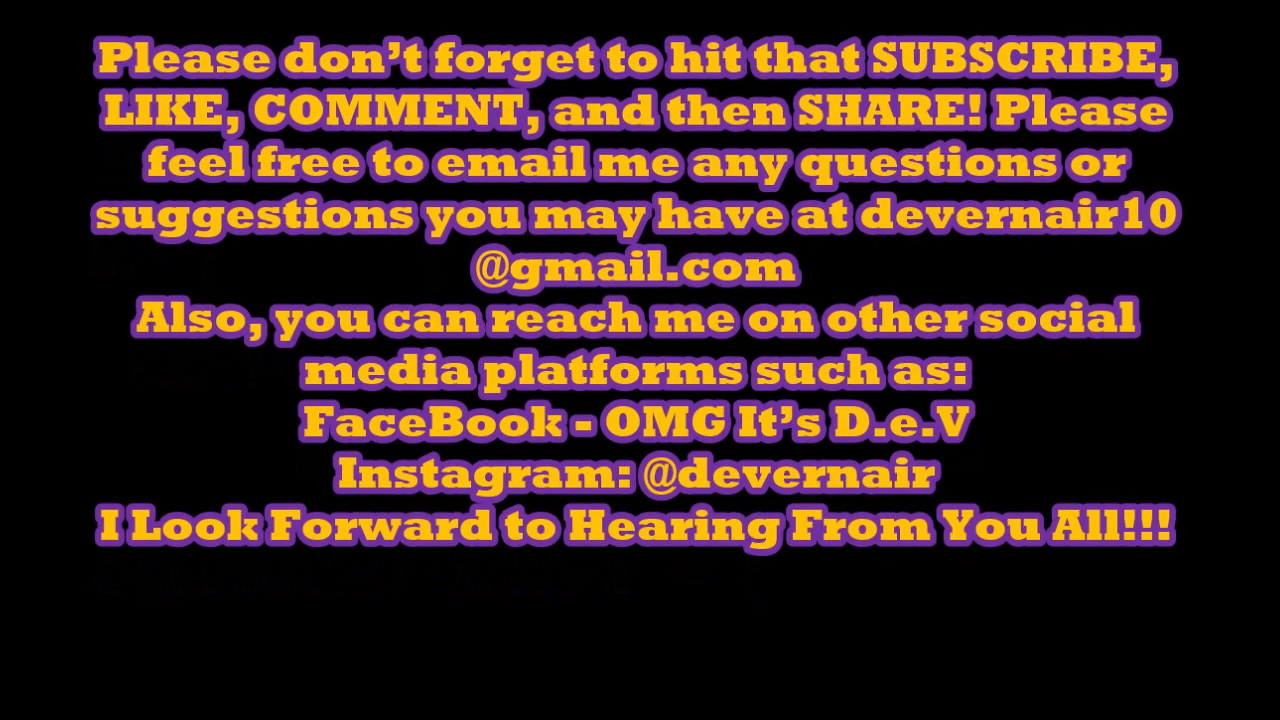 Please don’t forget to hit that SUBSCRIBE,
LIKE, COMMENT, and then SHARE! Please
feel free to email me any questions or
suggestions you may have at devernair10
@gmail.com
Also, you can reach me on other social
media platforms such as:
FaceBook - OMG It’s D.e.V
Instagram: @devernair
I Look Forward to Hearing From You All!!!